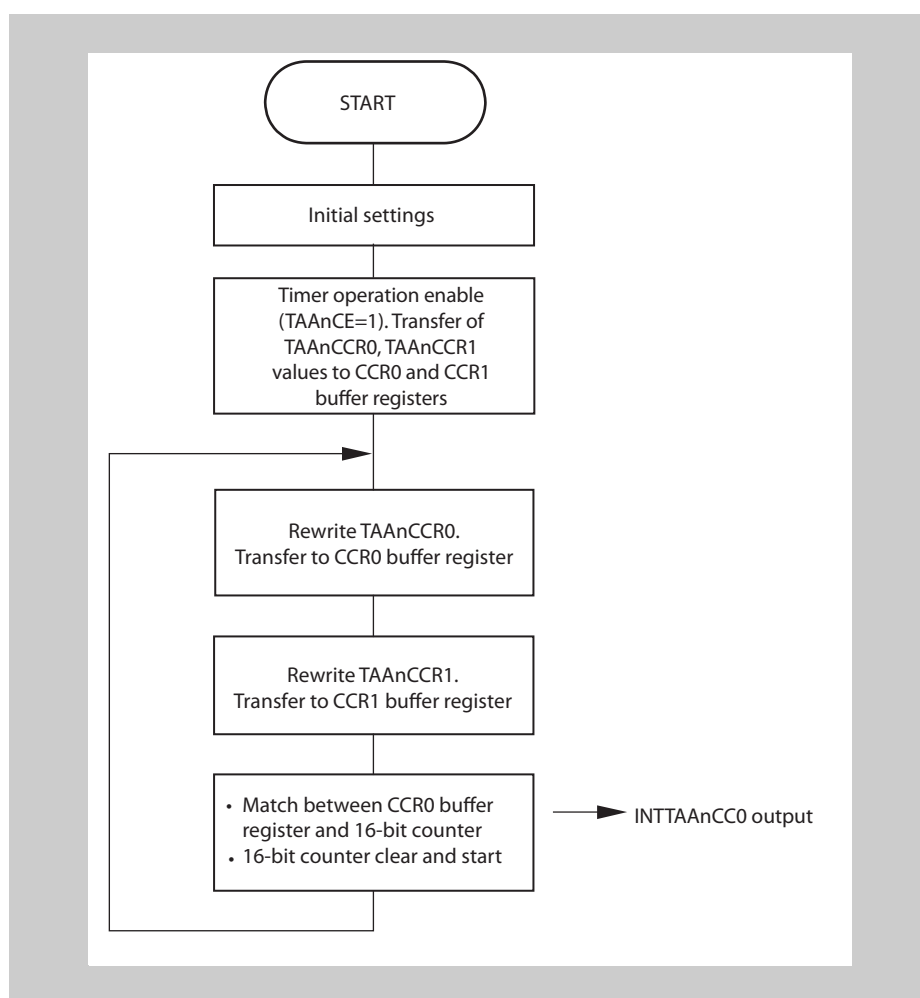 START
Initial settings
Timer operation enable
(TAAnCE=1). Transfer of
TAAnCCR0, TAAnCCR1
values to CCR0 and CCR1
buffer registers
Rewrite TAAnCCR0.
Transfer to CCR0 buffer register
Rewrite TAAnCCR1.
Transfer to CCR1 buffer register
• Match between CCR0 buffer
register and 16-bit counter
• 16-bit counter clear and start
INTTAAnCC0 output